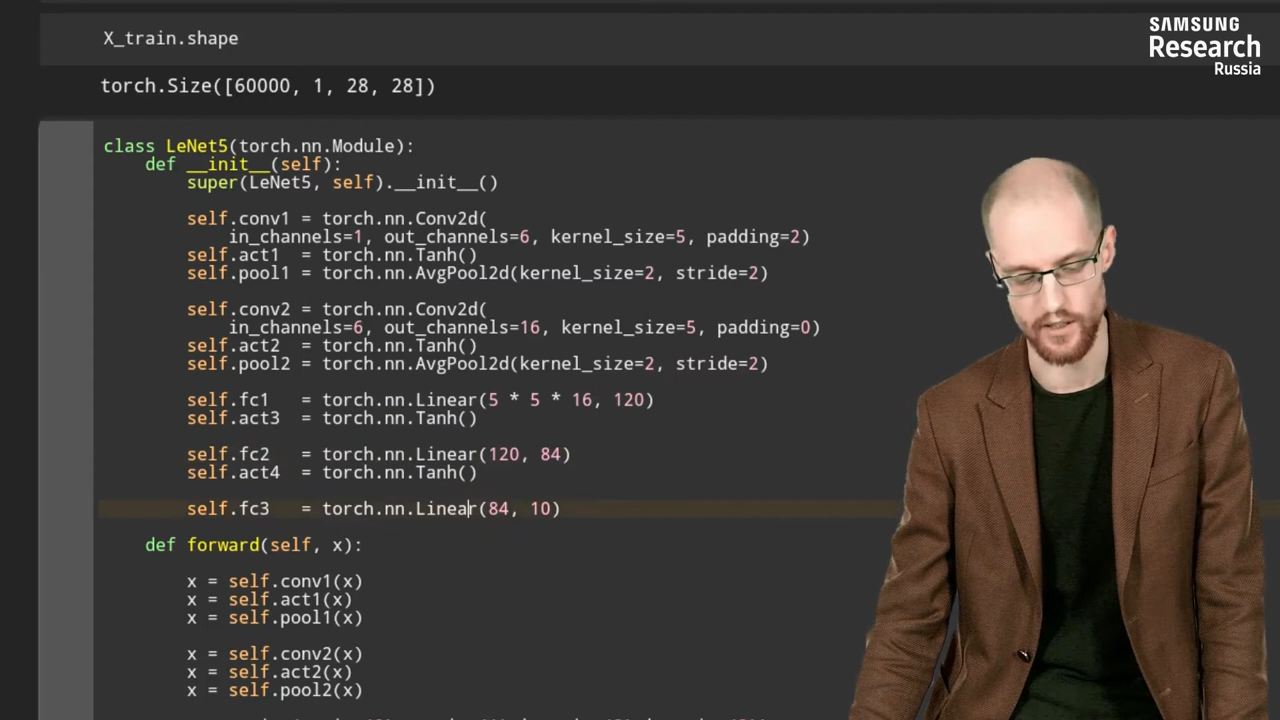 SAMSUNG
Research
Russia
X_train.shape
torch.Size([60000, 1, 28, 28])
class LeNet5(torch.nn.Module):
    def __init__(self):
        super(LeNet5, self).__init__()
        self.conv1 = torch.nn.Conv2d(
            in_channels=1, out_channels=6, kernel_size=5, padding=2)
        self.act1  = torch.nn.Tanh()
        self.pool1 = torch.nn.AvgPool2d(kernel_size=2, stride=2)
        self.conv2 = torch.nn.Conv2d(
            in_channels=6, out_channels=16, kernel_size=5, padding=0)
        self.act2  = torch.nn.Tanh()
        self.pool2 = torch.nn.AvgPool2d(kernel_size=2, stride=2)
        self.fc1   = torch.nn.Linear(5 * 5 * 16, 120)
        self.act3  = torch.nn.Tanh()
        self.fc2   = torch.nn.Linear(120, 84)
        self.act4  = torch.nn.Tanh()
        self.fc3   = torch.nn.Linear(84, 10)
    def forward(self, x):
        x = self.conv1(x)
        x = self.act1(x)
        x = self.pool1(x)
        x = self.conv2(x)
        x = self.act2(x)
        x = self.pool2(x)